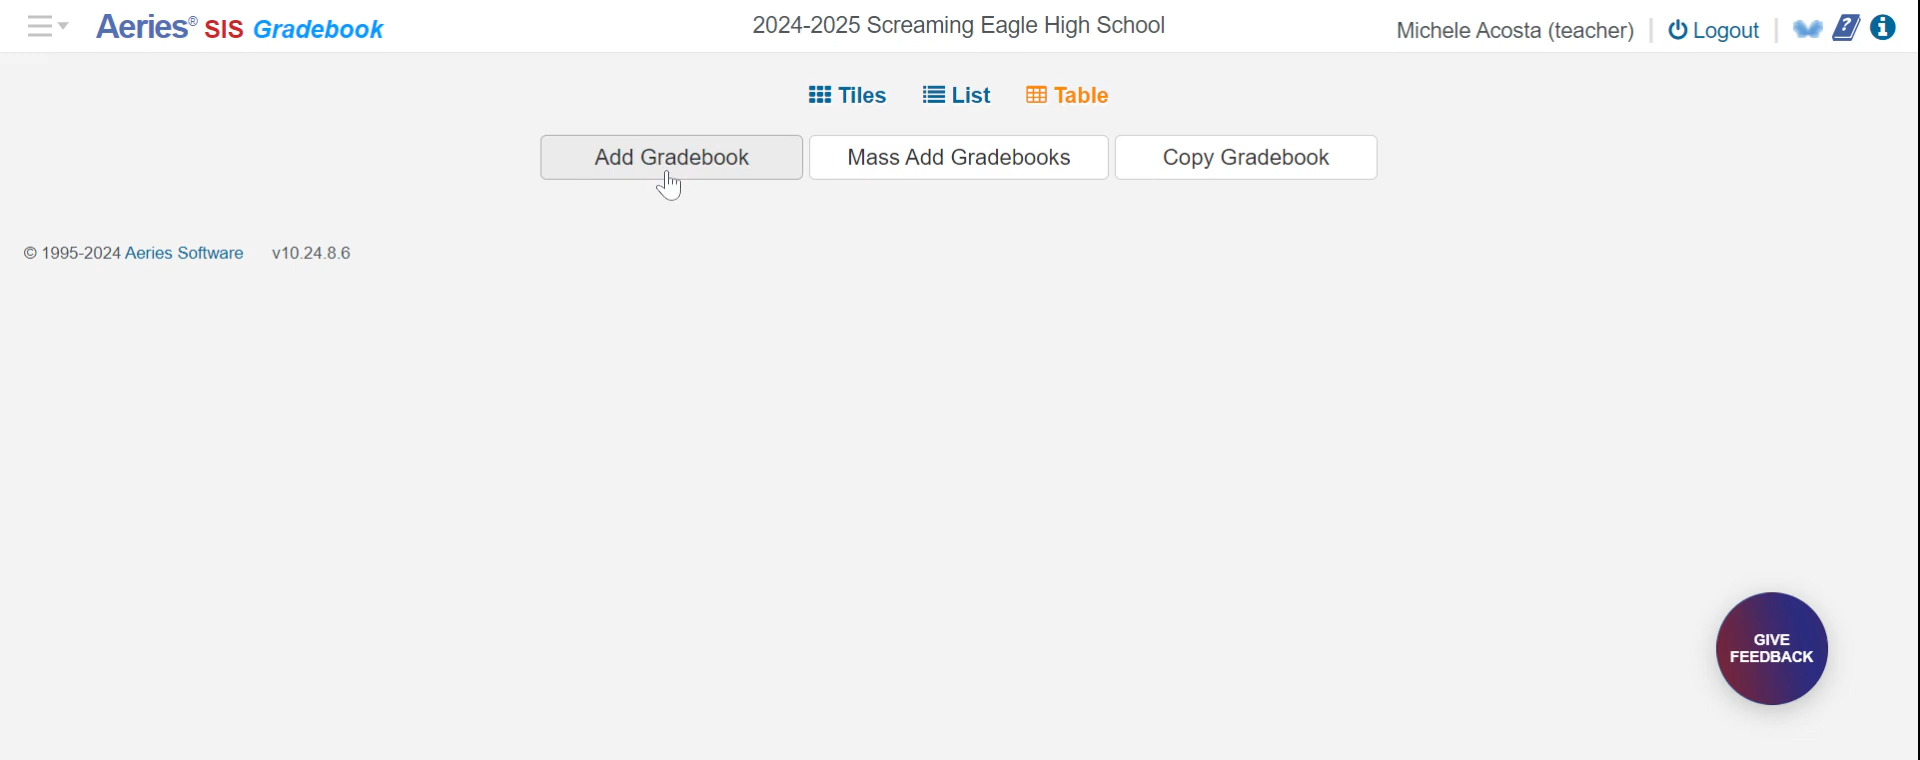 Aeries® SIS Gradebook
2024-2025 Screaming Eagle High School
Michele Acosta (teacher) | Logout | ? i
Tiles List Table
Add Gradebook Mass Add Gradebooks Copy Gradebook
© 1995-2024 Aeries Software v10.24.8.6
GIVE
FEEDBACK